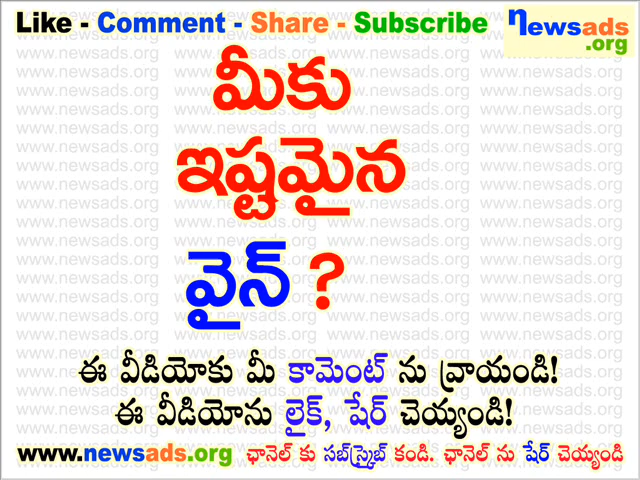 Like - Comment - Share - Subscribe
newsads
.org
మీకు
ఇష్టమైన
వైన్ ?
ఈ వీడియోకు మీ కామెంట్ ను వ్రాయండి!
ఈ వీడియోను లైక్, షేర్ చెయ్యండి!
www.newsads.org ఛానెల్ కు సబ్‌స్క్రైబ్ కండి. ఛానెల్ ను షేర్ చెయ్యండి